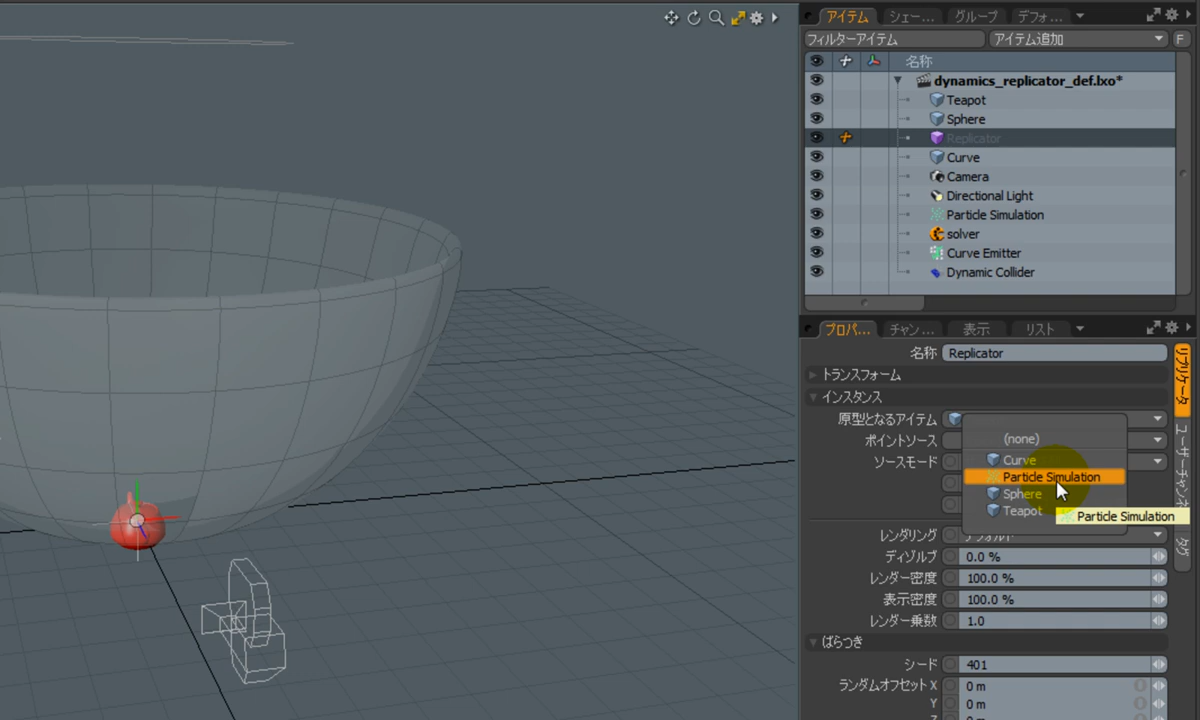 アイテム シェー... グループ デフォ...
フィルターアイテム アイテム追加 F
名称
dynamics_replicator_def.lxo*
Teapot
Sphere
Replicator
Curve
Camera
Directional Light
Particle Simulation
solver
Curve Emitter
Dynamic Collider
プロパ... チャン... 表示 リスト
名称 Replicator
トランスフォーム
インスタンス
原型となるアイテム
ポイントソース
(none)
ソースモード
Curve
Particle Simulation
Sphere
Teapot
Particle Simulation
レンダリング デフォルト
ディゾルブ 0.0 %
レンダー密度 100.0 %
表示密度 100.0 %
レンダー乗数 1.0
ばらつき
シード 401
ランダムオフセット X 0 m
Y 0 m
リプリケータ
ユーザーチャンネル
タグ